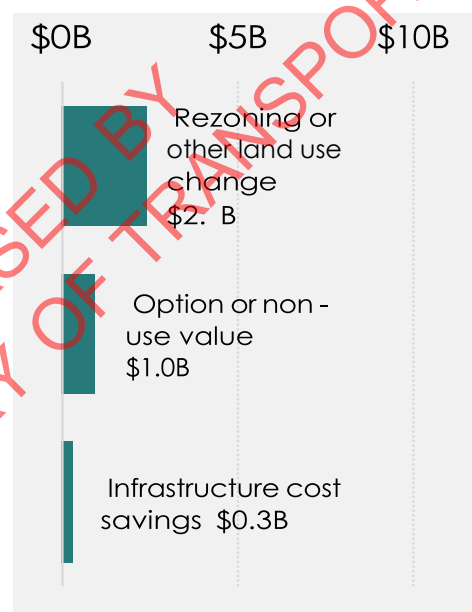 $0B $5B $10B
Rezoning or
other land use
change
$2. B
Option or non -
use value
$1.0B
Infrastructure cost
savings $0.3B
SED BY
Y OF TRANSPOR